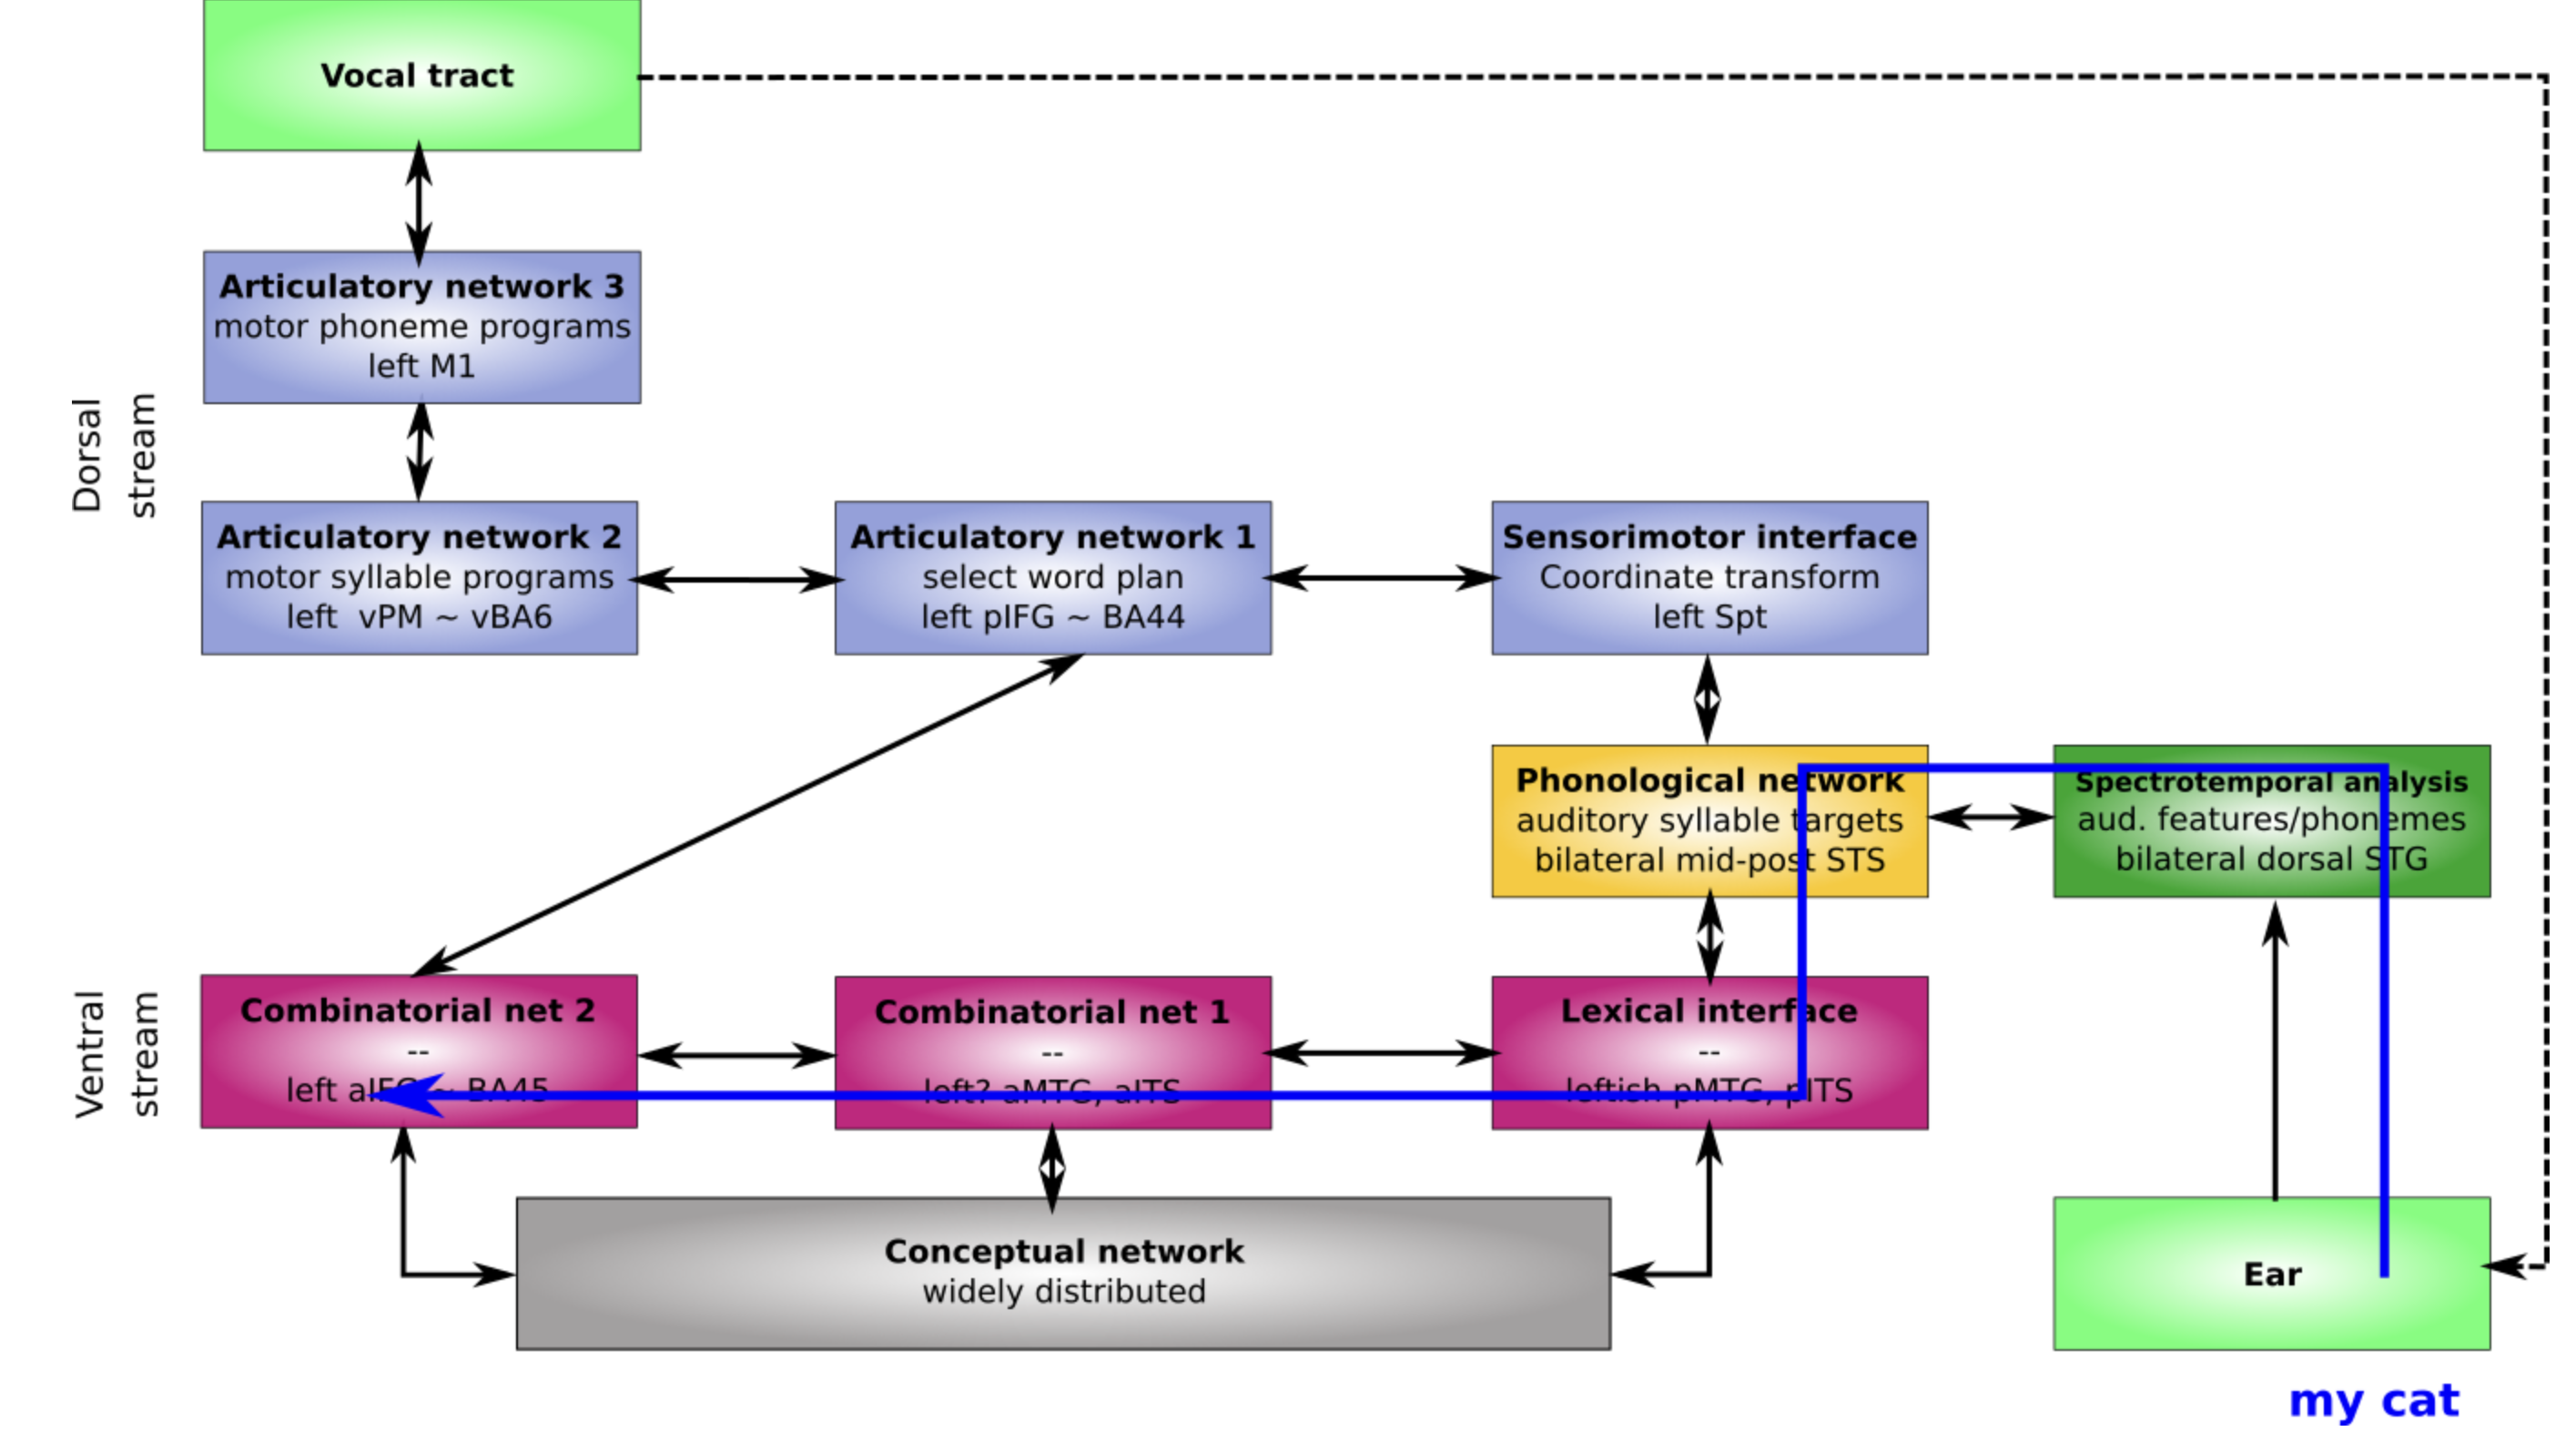 Vocal tract
Articulatory network 3
motor phoneme programs
left M1
Dorsal
stream
Articulatory network 2
motor syllable programs
left vPM ~ vBA6
Articulatory network 1
select word plan
left pIFG ~ BA44
Sensorimotor interface
Coordinate transform
left Spt
Phonological network
auditory syllable targets
bilateral mid-post STS
Spectrotemporal analysis
aud. features/phonemes
bilateral dorsal STG
Ventral
stream
Combinatorial net 2
--
left aIFG ~ BA45
Combinatorial net 1
--
left? aMTG, aITS
Lexical interface
--
leftish pMTG, pITS
Conceptual network
widely distributed
Ear
my cat